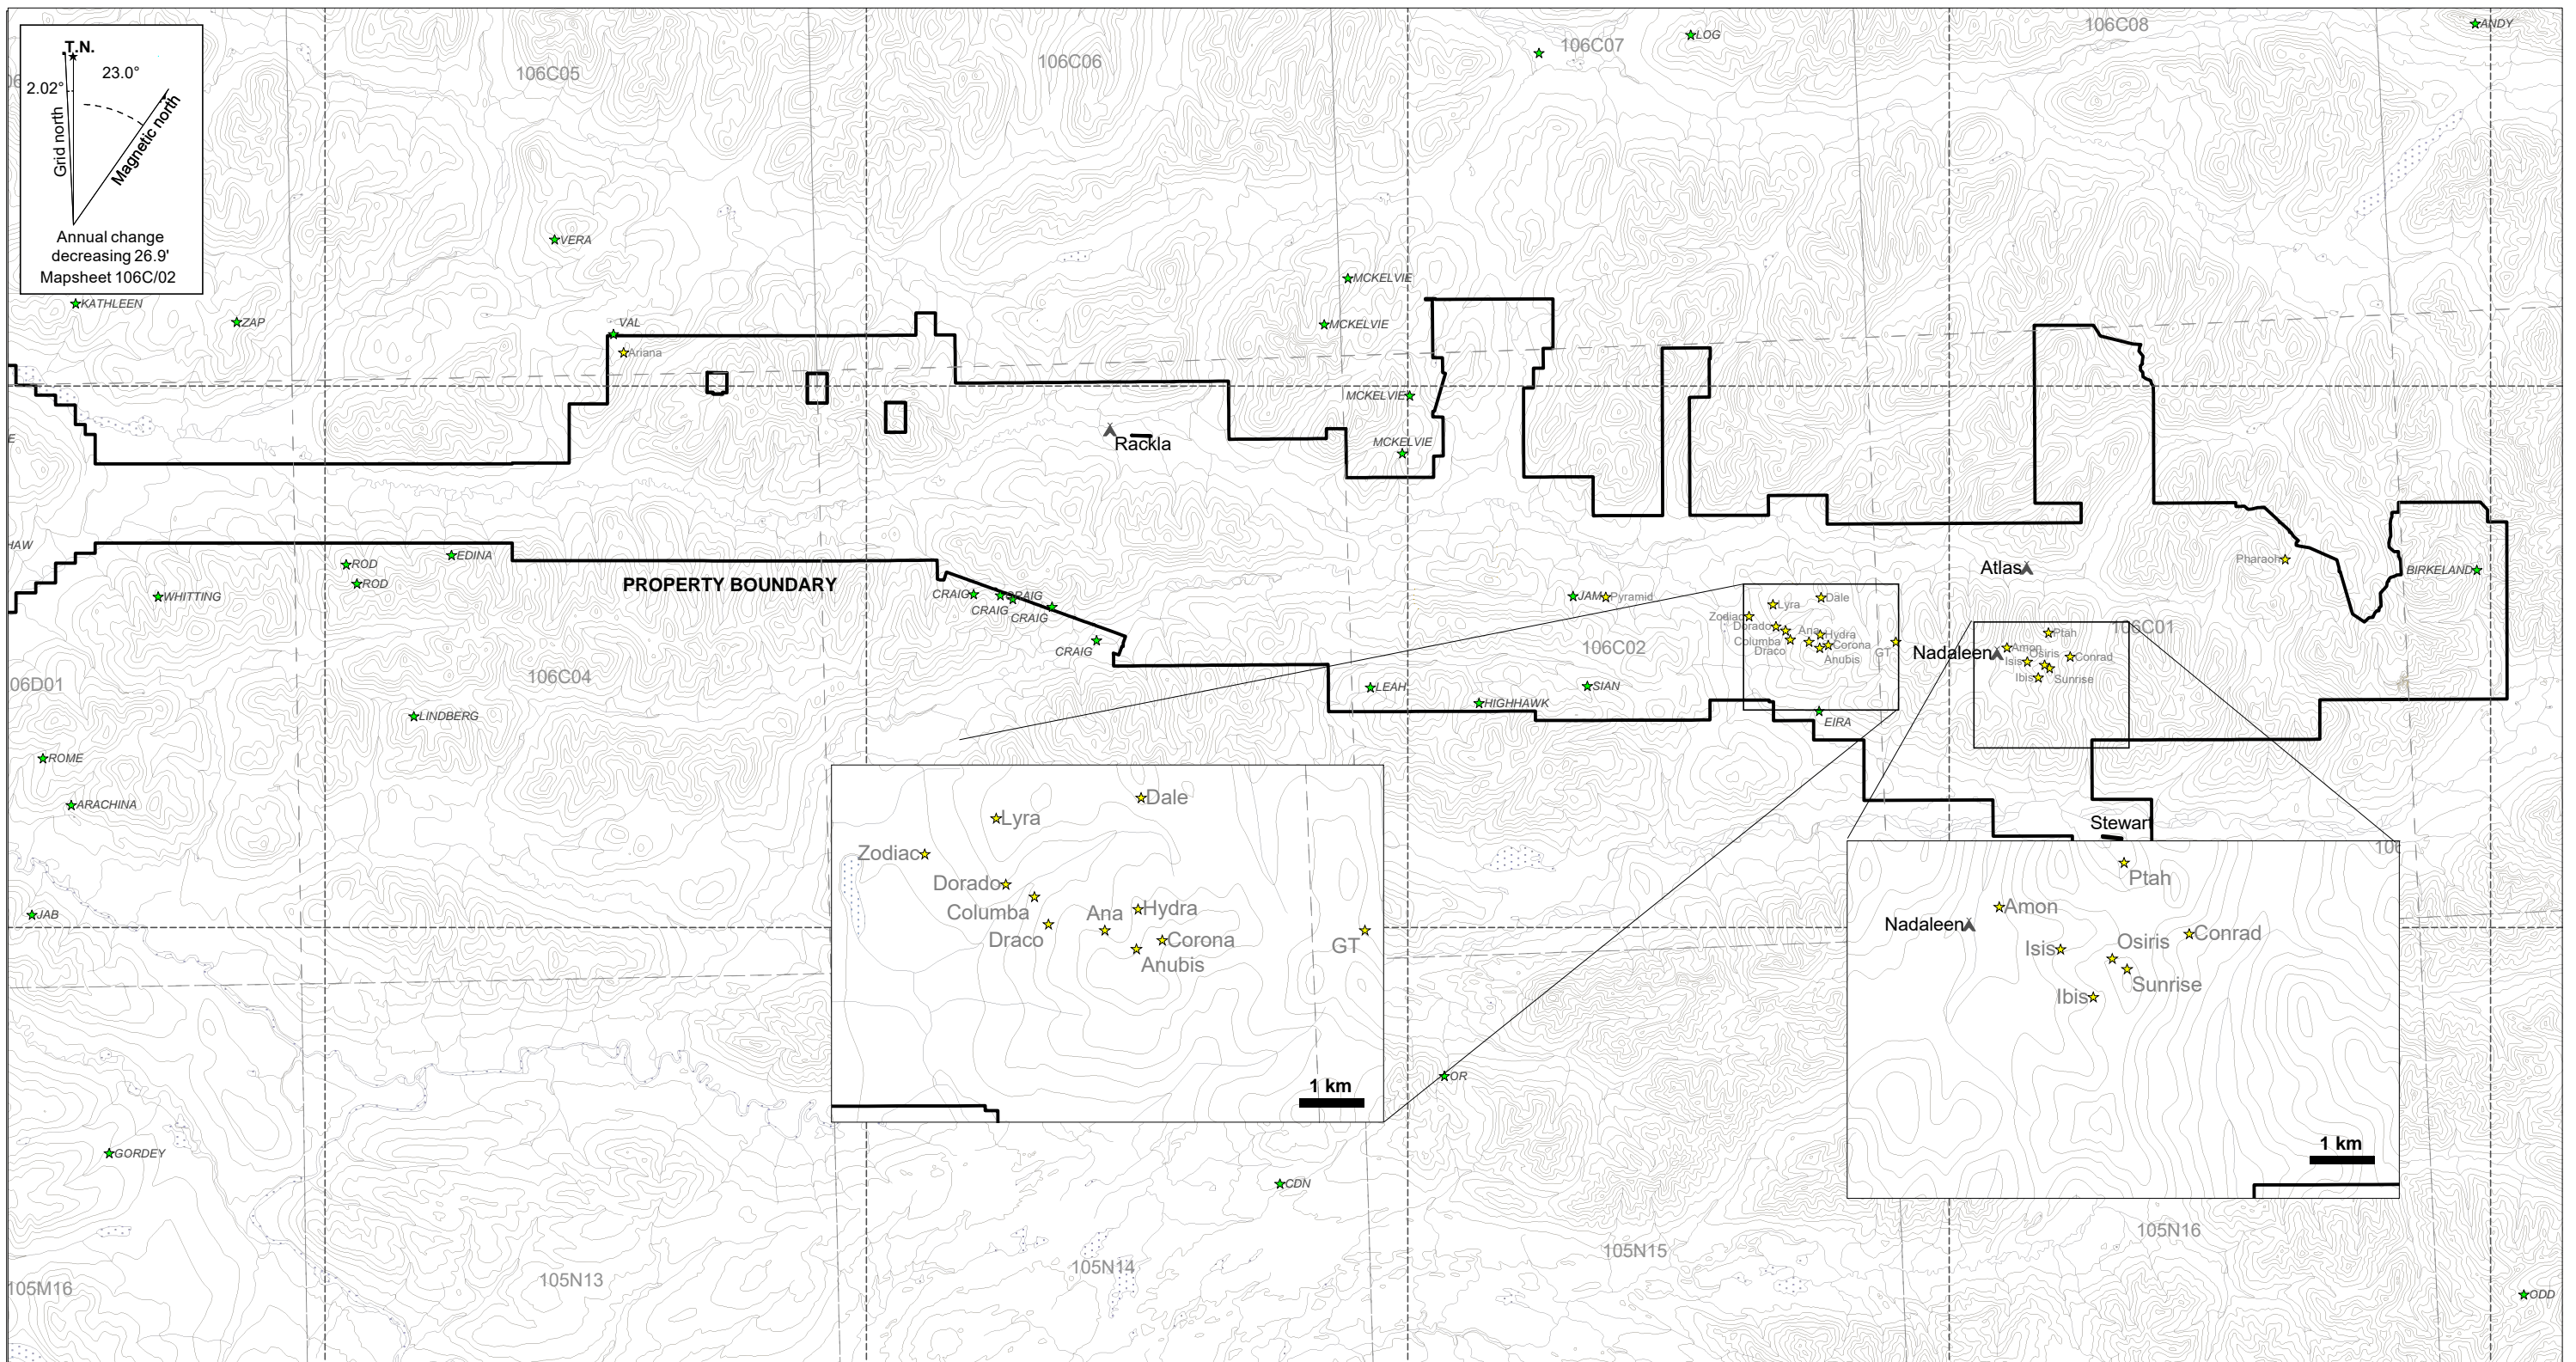 T.N.
23.0°
2.02°
Grid north
Magnetic north
Annual change
decreasing 26.9'
Mapsheet 106C/02
106C05
106C06
106C07
LOG
106C08
ANDY
VERA
KATHLEEN
ZAP
VAL
Ariana
MCKELVIE
MCKELVIE
MCKELVIE
MCKELVIE
Rackla
HAW
WHITTING
ROD
ROD
EDINA
PROPERTY BOUNDARY
CRAIG
CRAIG
CRAIG
CRAIG
CRAIG
JAM
Pyramid
106C02
LEAH
HIGHHAWK
SIAN
Zodiac
Lyra
Dale
Dorado
Columba
Draco
Ana
Hydra
Corona
Anubis
GT
EIRA
Atlas
Pharaoh
BIRKELAND
106C01
Nadaleen
Ptah
Amon
Isis
Osiris
Conrad
Ibis
Sunrise
06D01
106C04
LINDBERG
ROME
ARACHINA
JAB
Stewart
106
Dale
Lyra
Zodiac
Dorado
Columba
Draco
Ana
Hydra
Corona
Anubis
GT
1 km
Ptah
Amon
Nadaleen
Isis
Osiris
Conrad
Sunrise
Ibis
1 km
OR
GORDEY
CDN
105M16
105N13
105N14
105N15
105N16
ODD